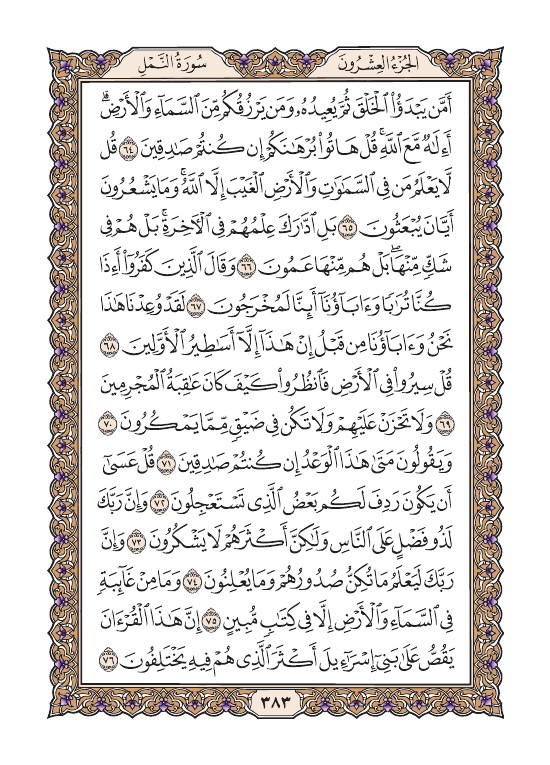 سُورَةُ النَّمْلِ
الجُزْءُ العِشْرُونَ
أَمَّن يَبْدَؤُا۟ ٱلْخَلْقَ ثُمَّ يُعِيدُهُۥ وَمَن يَرْزُقُكُم مِّنَ ٱلسَّمَآءِ وَٱلْأَرْضِ ۗ
أَءِلَـٰهٌ مَّعَ ٱللَّهِ ۚ قُلْ هَاتُوا۟ بُرْهَـٰنَكُمْ إِن كُنتُمْ صَـٰدِقِينَ ٦٤ قُل
لَّا يَعْلَمُ مَن فِى ٱلسَّمَـٰوَٰتِ وَٱلْأَرْضِ ٱلْغَيْبَ إِلَّا ٱللَّهُ ۚ وَمَا يَشْعُرُونَ
أَيَّانَ يُبْعَثُونَ ٦٥ بَلِ ٱدَّٰرَكَ عِلْمُهُمْ فِى ٱلْـَٔاخِرَةِ ۚ بَلْ هُمْ فِى
شَكٍّ مِّنْهَا ۖ بَلْ هُم مِّنْهَا عَمُونَ ٦٦ وَقَالَ ٱلَّذِينَ كَفَرُوٓا۟ أَءِذَا
كُنَّا تُرَٰبًا وَءَابَآؤُنَآ أَئِنَّا لَمُخْرَجُونَ ٦٧ لَقَدْ وُعِدْنَا هَـٰذَا
نَحْنُ وَءَابَآؤُنَا مِن قَبْلُ إِنْ هَـٰذَآ إِلَّآ أَسَـٰطِيرُ ٱلْأَوَّلِينَ ٦٨
قُلْ سِيرُوا۟ فِى ٱلْأَرْضِ فَٱنظُرُوا۟ كَيْفَ كَانَ عَـٰقِبَةُ ٱلْمُجْرِمِينَ
٦٩ وَلَا تَحْزَنْ عَلَيْهِمْ وَلَا تَكُن فِى ضَيْقٍ مِّمَّا يَمْكُرُونَ ٧٠
وَيَقُولُونَ مَتَىٰ هَـٰذَا ٱلْوَعْدُ إِن كُنتُمْ صَـٰدِقِينَ ٧١ قُلْ عَسَىٰٓ
أَن يَكُونَ رَدِفَ لَكُم بَعْضُ ٱلَّذِى تَسْتَعْجِلُونَ ٧٢ وَإِنَّ رَبَّكَ
لَذُو فَضْلٍ عَلَى ٱلنَّاسِ وَلَـٰكِنَّ أَكْثَرَهُمْ لَا يَشْكُرُونَ ٧٣ وَإِنَّ
رَبَّكَ لَيَعْلَمُ مَا تُكِنُّ صُدُورُهُمْ وَمَا يُعْلِنُونَ ٧٤ وَمَا مِنْ غَآئِبَةٍ
فِى ٱلسَّمَآءِ وَٱلْأَرْضِ إِلَّا فِى كِتَـٰبٍ مُّبِينٍ ٧٥ إِنَّ هَـٰذَا ٱلْقُرْءَانَ
يَقُصُّ عَلَىٰ بَنِىٓ إِسْرَٰٓءِيلَ أَكْثَرَ ٱلَّذِى هُمْ فِيهِ يَخْتَلِفُونَ ٧٦
٣٨٣